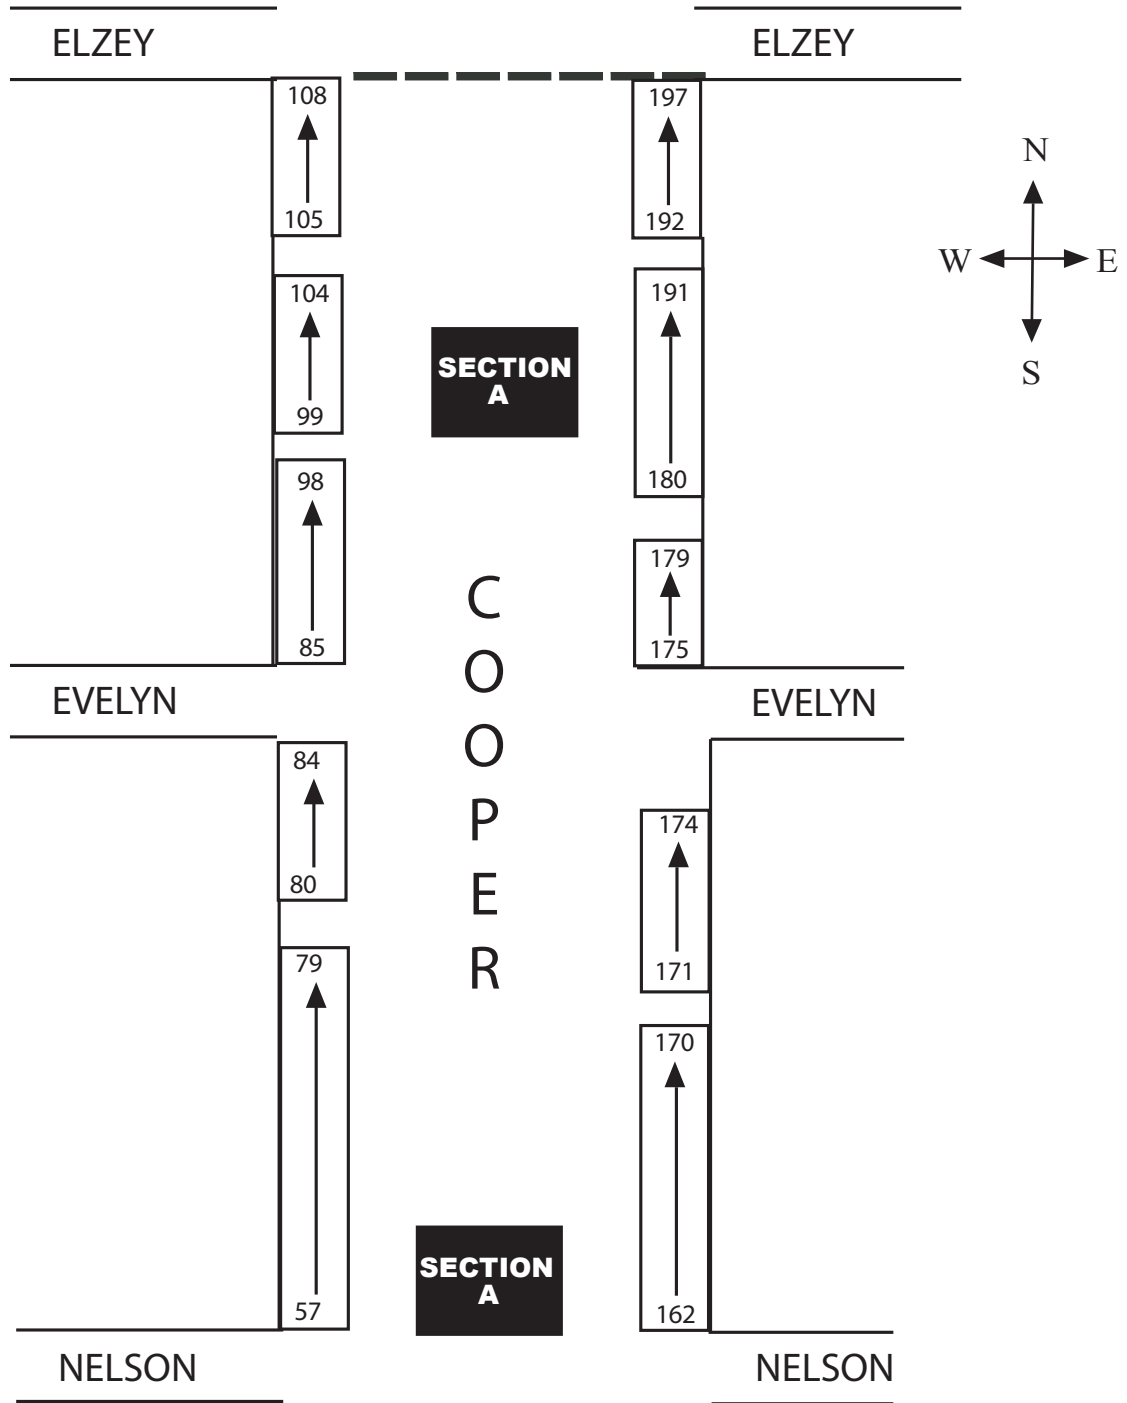 ELZEY
ELZEY
108
197
105
192
N
W
E
S
104
191
SECTION
A
99
180
98
179
85
175
C
O
O
P
E
R
EVELYN
EVELYN
84
174
80
171
79
170
57
162
SECTION
A
NELSON
NELSON